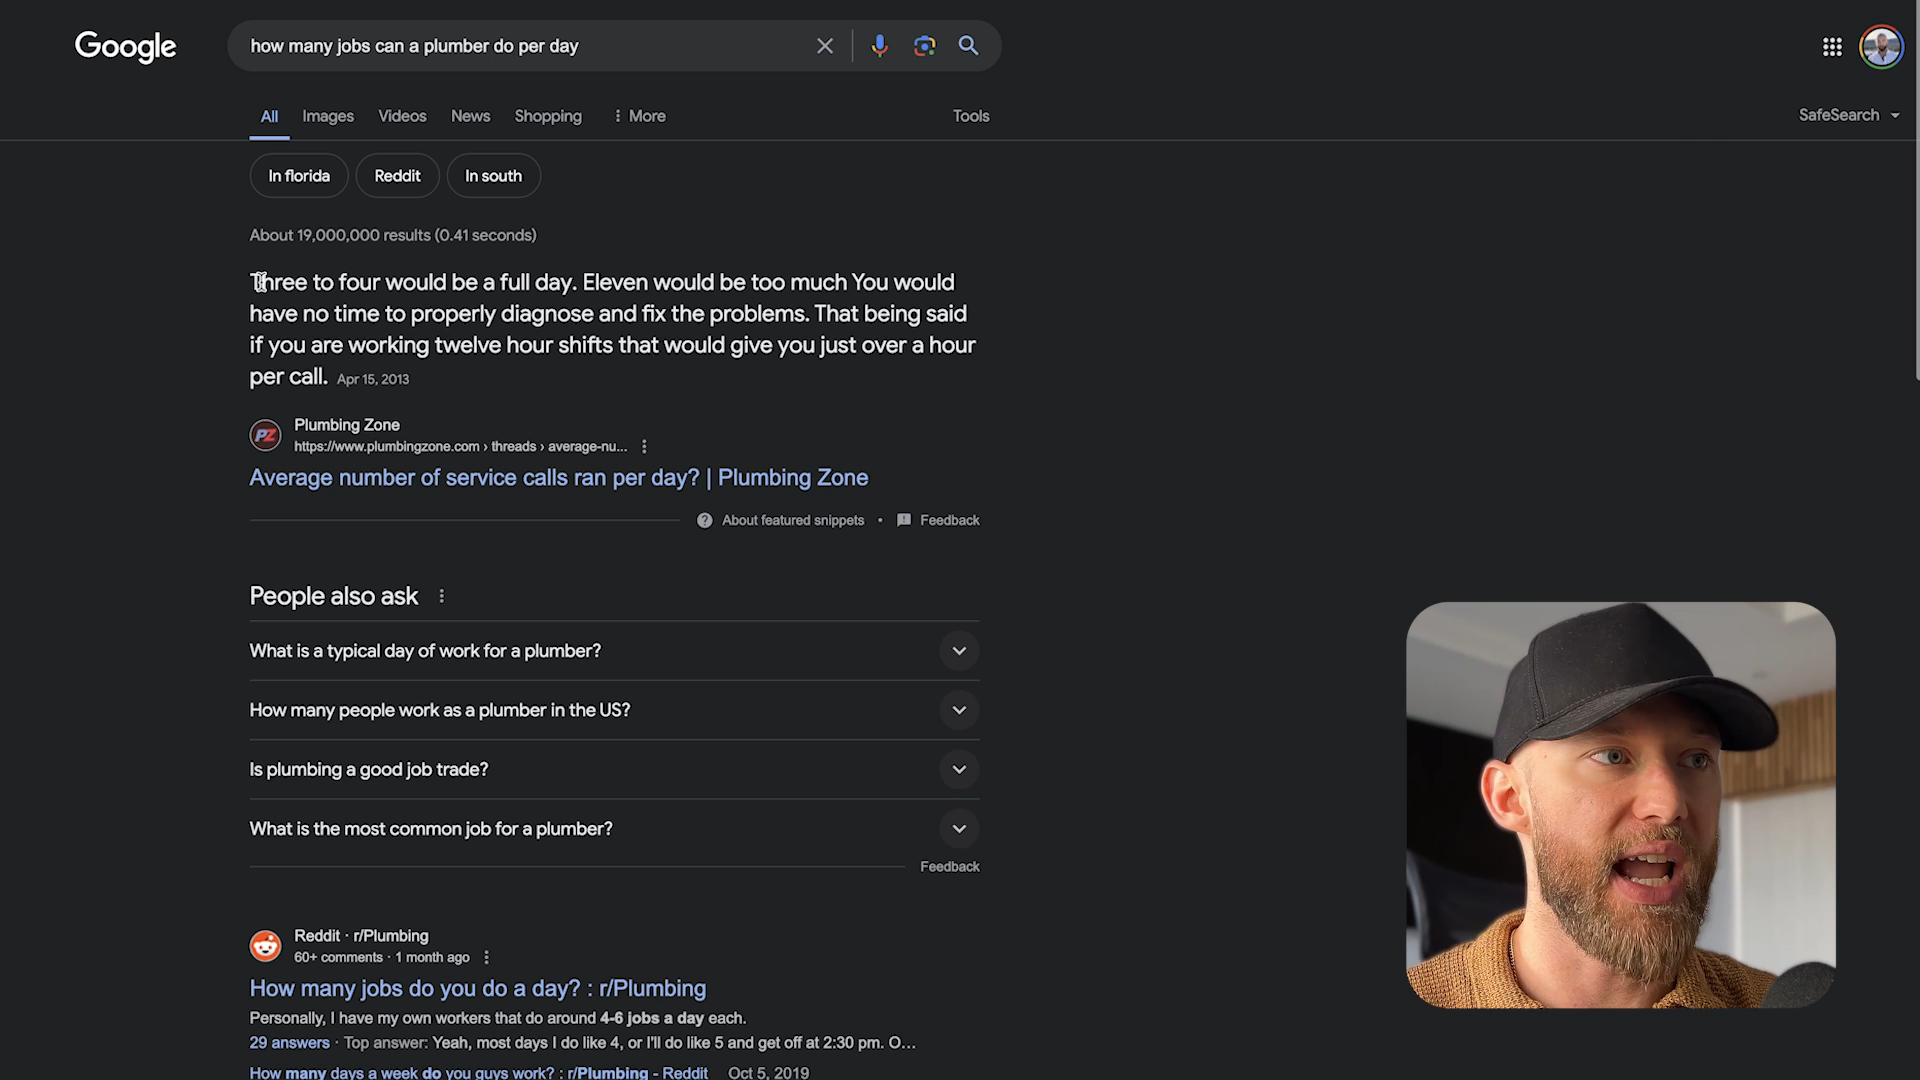 Google
how many jobs can a plumber do per day
All
Images
Videos
News
Shopping
More
Tools
SafeSearch
In florida
Reddit
In south
About 19,000,000 results (0.41 seconds)
Three to four would be a full day. Eleven would be too much You would
have no time to properly diagnose and fix the problems. That being said
if you are working twelve hour shifts that would give you just over a hour
per call. Apr 15, 2013
PZ
Plumbing Zone
https://www.plumbingzone.com › threads › average-nu...
Average number of service calls ran per day? | Plumbing Zone
About featured snippets • Feedback
People also ask
What is a typical day of work for a plumber?
How many people work as a plumber in the US?
Is plumbing a good job trade?
What is the most common job for a plumber?
Feedback
Reddit · r/Plumbing
60+ comments · 1 month ago
How many jobs do you do a day? : r/Plumbing
Personally, I have my own workers that do around 4-6 jobs a day each.
29 answers · Top answer: Yeah, most days I do like 4, or I'll do like 5 and get off at 2:30 pm. O...
How many days a week do you guys work? : r/Plumbing - Reddit Oct 5, 2019